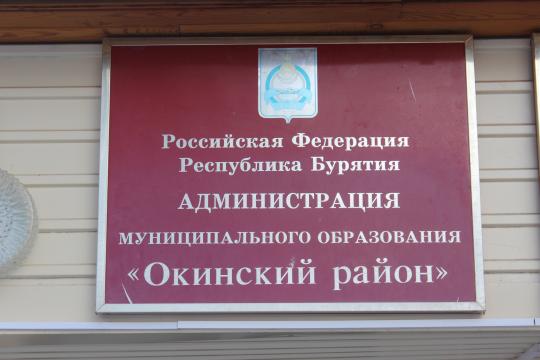 Российская Федерация
Республика Бурятия
АДМИНИСТРАЦИЯ
МУНИЦИПАЛЬНОГО ОБРАЗОВАНИЯ
«Окинский район»